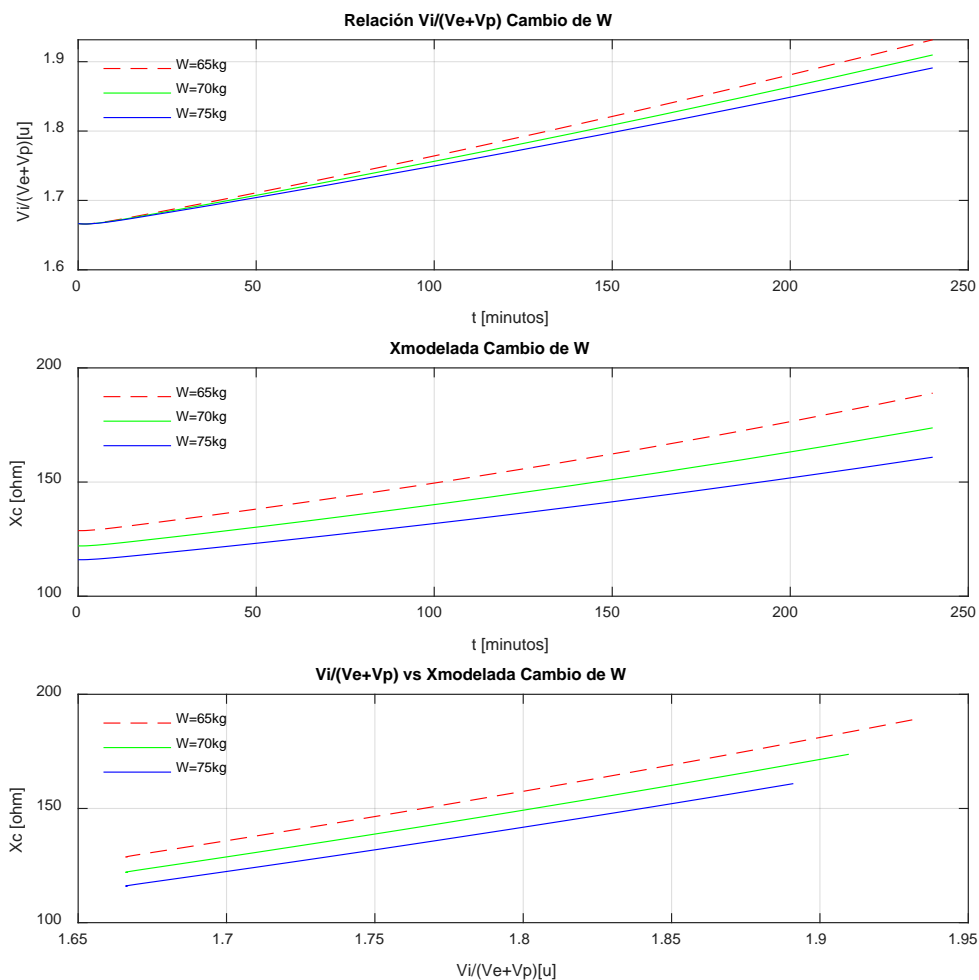 Relación Vi/(Ve+Vp) Cambio de W
1.9
1.8
1.7
1.6
Vi/(Ve+Vp)[u]
W=65kg
W=70kg
W=75kg
0 50 100 150 200 250
t [minutos]
Xmodelada Cambio de W
200
150
100
Xc [ohm]
W=65kg
W=70kg
W=75kg
0 50 100 150 200 250
t [minutos]
Vi/(Ve+Vp) vs Xmodelada Cambio de W
200
150
100
Xc [ohm]
W=65kg
W=70kg
W=75kg
1.65 1.7 1.75 1.8 1.85 1.9 1.95
Vi/(Ve+Vp)[u]